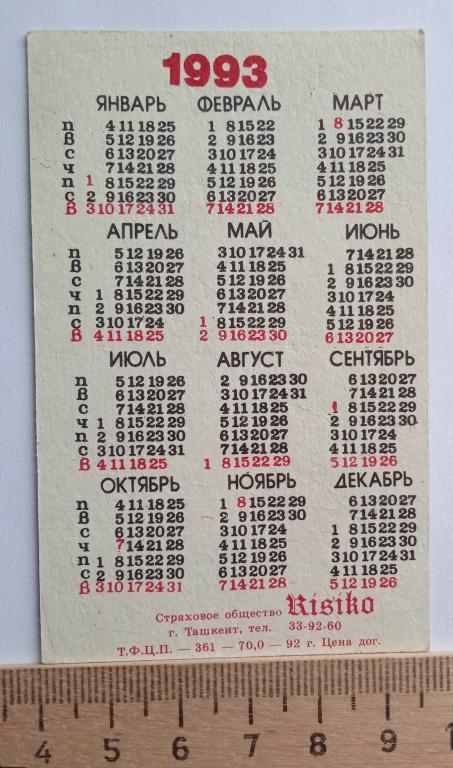 1993
ЯНВАРЬ ФЕВРАЛЬ МАРТ
П 4 11 18 25 1 8 15 22 1 8 15 22 29
В 5 12 19 26 2 9 16 23 2 9 16 23 30
С 6 13 20 27 3 10 17 24 3 10 17 24 31
Ч 7 14 21 28 4 11 18 25 4 11 18 25
П 1 8 15 22 29 5 12 19 26 5 12 19 26
С 2 9 16 23 30 6 13 20 27 6 13 20 27
В 3 10 17 24 31 7 14 21 28 7 14 21 28
АПРЕЛЬ МАЙ ИЮНЬ
П 5 12 19 26 3 10 17 24 31 7 14 21 28
В 6 13 20 27 4 11 18 25 1 8 15 22 29
С 7 14 21 28 5 12 19 26 2 9 16 23 30
Ч 1 8 15 22 29 6 13 20 27 3 10 17 24
П 2 9 16 23 30 7 14 21 28 4 11 18 25
С 3 10 17 24 1 8 15 22 29 5 12 19 26
В 4 11 18 25 2 9 16 23 30 6 13 20 27
ИЮЛЬ АВГУСТ СЕНТЯБРЬ
П 5 12 19 26 2 9 16 23 30 6 13 20 27
В 6 13 20 27 3 10 17 24 31 7 14 21 28
С 7 14 21 28 4 11 18 25 1 8 15 22 29
Ч 1 8 15 22 29 5 12 19 26 2 9 16 23 30
П 2 9 16 23 30 6 13 20 27 3 10 17 24
С 3 10 17 24 31 7 14 21 28 4 11 18 25
В 4 11 18 25 1 8 15 22 29 5 12 19 26
ОКТЯБРЬ НОЯБРЬ ДЕКАБРЬ
П 4 11 18 25 1 8 15 22 29 6 13 20 27
В 5 12 19 26 2 9 16 23 30 7 14 21 28
С 6 13 20 27 3 10 17 24 1 8 15 22 29
Ч 7 14 21 28 4 11 18 25 2 9 16 23 30
П 1 8 15 22 29 5 12 19 26 3 10 17 24 31
С 2 9 16 23 30 6 13 20 27 4 11 18 25
В 3 10 17 24 31 7 14 21 28 5 12 19 26
Страховое общество Risiko
г. Ташкент, тел. 33-92-60
Т.Ф.Ц.П. — 361 — 70,0 — 92 г. Цена дог.
4 5 6 7 8 9 1